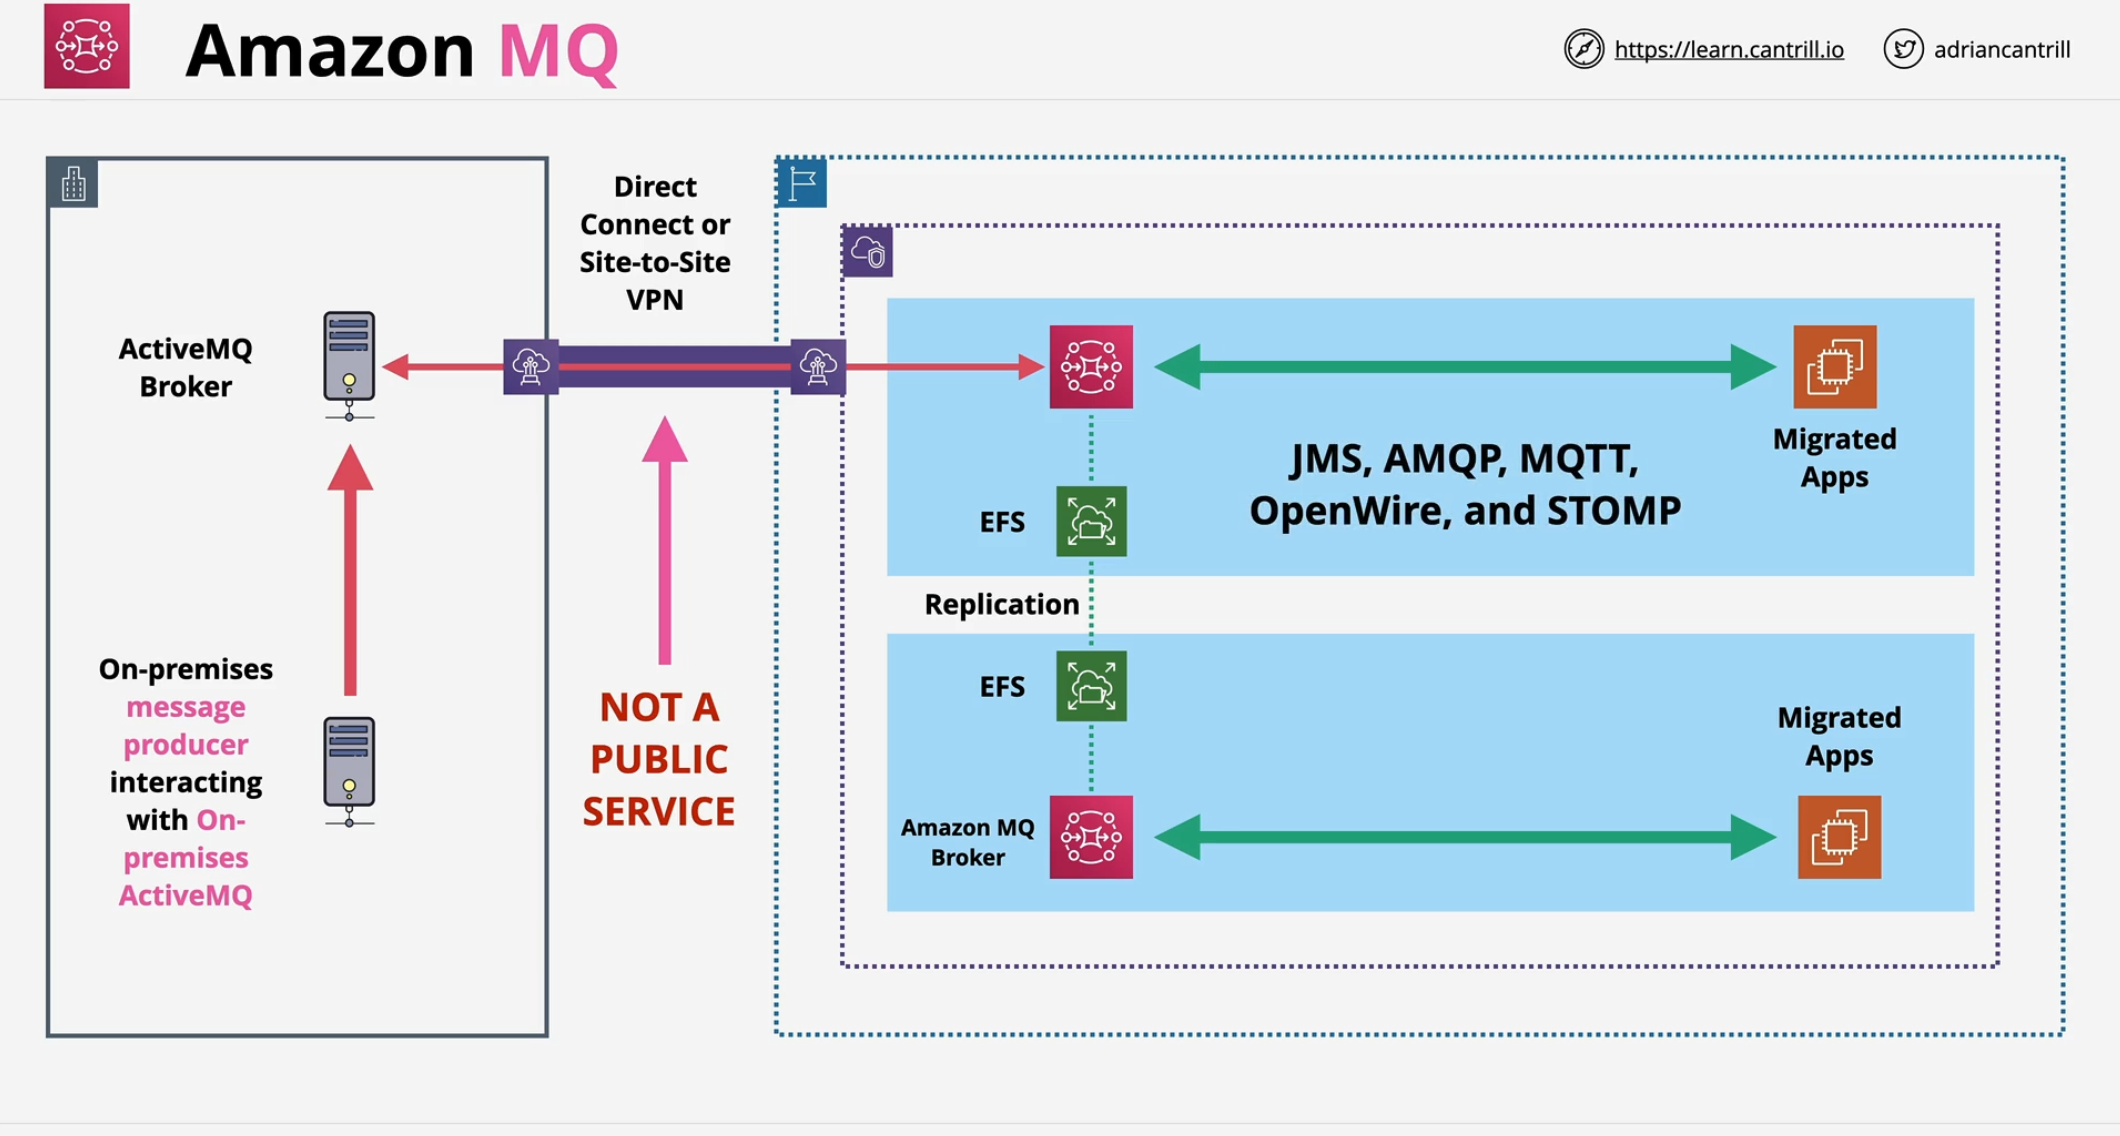 Amazon MQ
https://learn.cantrill.io
adriancantrill
Direct
Connect or
Site-to-Site
VPN
ActiveMQ
Broker
On-premises
message
producer
interacting
with On-
premises
ActiveMQ
NOT A
PUBLIC
SERVICE
JMS, AMQP, MQTT,
OpenWire, and STOMP
Migrated
Apps
EFS
Replication
EFS
Amazon MQ
Broker
Migrated
Apps